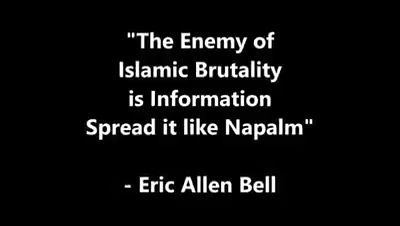 "The Enemy of
Islamic Brutality
is Information
Spread it like Napalm"
- Eric Allen Bell